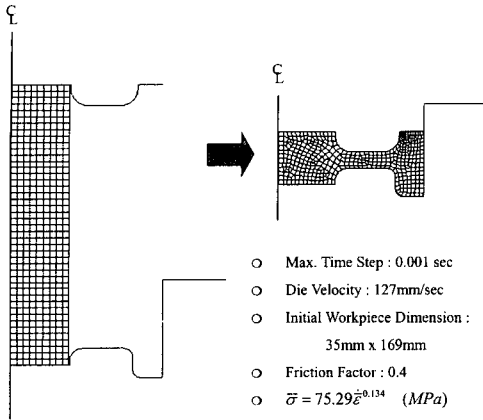 ℄
℄
○ Max. Time Step : 0.001 sec
○ Die Velocity : 127mm/sec
○ Initial Workpiece Dimension :
35mm x 169mm
○ Friction Factor : 0.4
○ σ̄ = 75.29ε̄̇^0.134 (MPa)